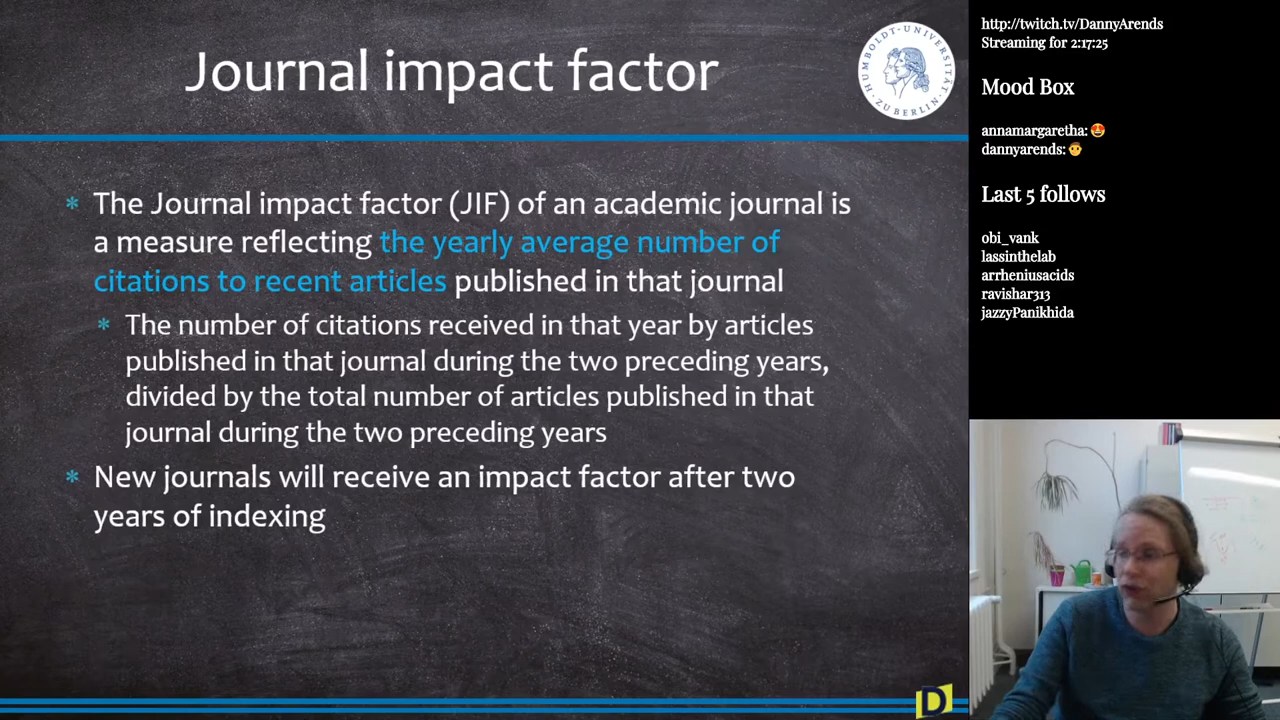 Journal impact factor
HUMBOLDT-UNIVERSITÄT
ZU BERLIN
* The Journal impact factor (JIF) of an academic journal is
a measure reflecting the yearly average number of
citations to recent articles published in that journal
* The number of citations received in that year by articles
published in that journal during the two preceding years,
divided by the total number of articles published in that
journal during the two preceding years
* New journals will receive an impact factor after two
years of indexing
D
http://twitch.tv/DannyArends
Streaming for 2:17:25
Mood Box
annamargaretha: 😍
dannyarends: 👨
Last 5 follows
obi_vank
lassinthelab
arrheniusacids
ravishar313
jazzyPanikhida